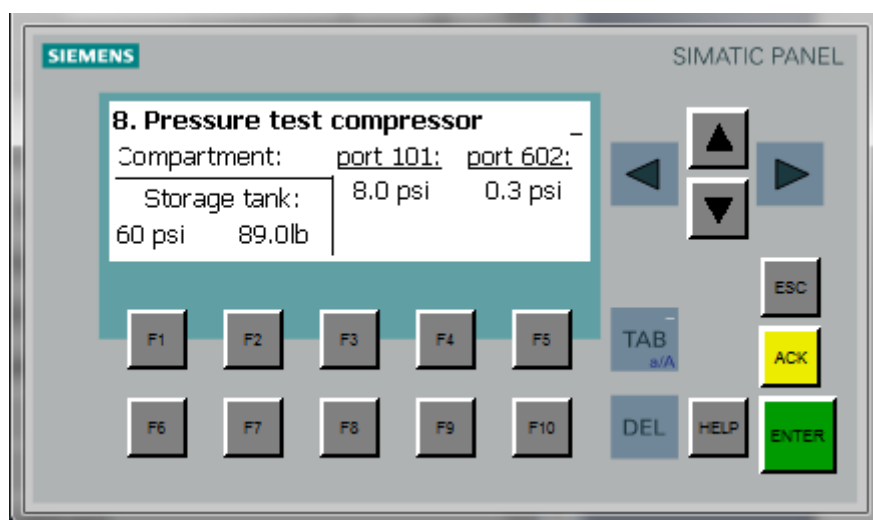 SIEMENS
SIMATIC PANEL
8. Pressure test compressor _
Compartment: port 101: port 602:
Storage tank: 8.0 psi 0.3 psi
60 psi 89.0lb
ESC
F1 F2 F3 F4 F5
TAB
a/A
ACK
F6 F7 F8 F9 F10
DEL
HELP
ENTER